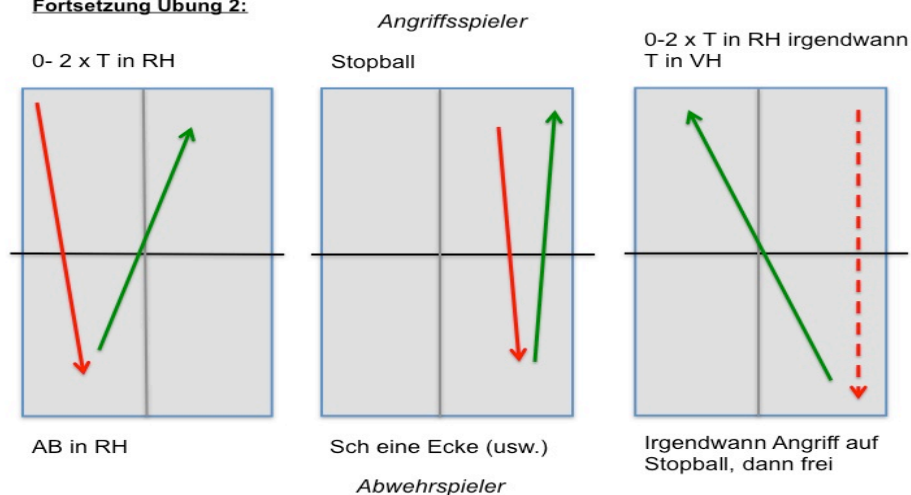 Fortsetzung Übung 2:
Angriffsspieler
0- 2 x T in RH
Stopball
0-2 x T in RH irgendwann
T in VH
AB in RH
Sch eine Ecke (usw.)
Irgendwann Angriff auf
Stopball, dann frei
Abwehrspieler